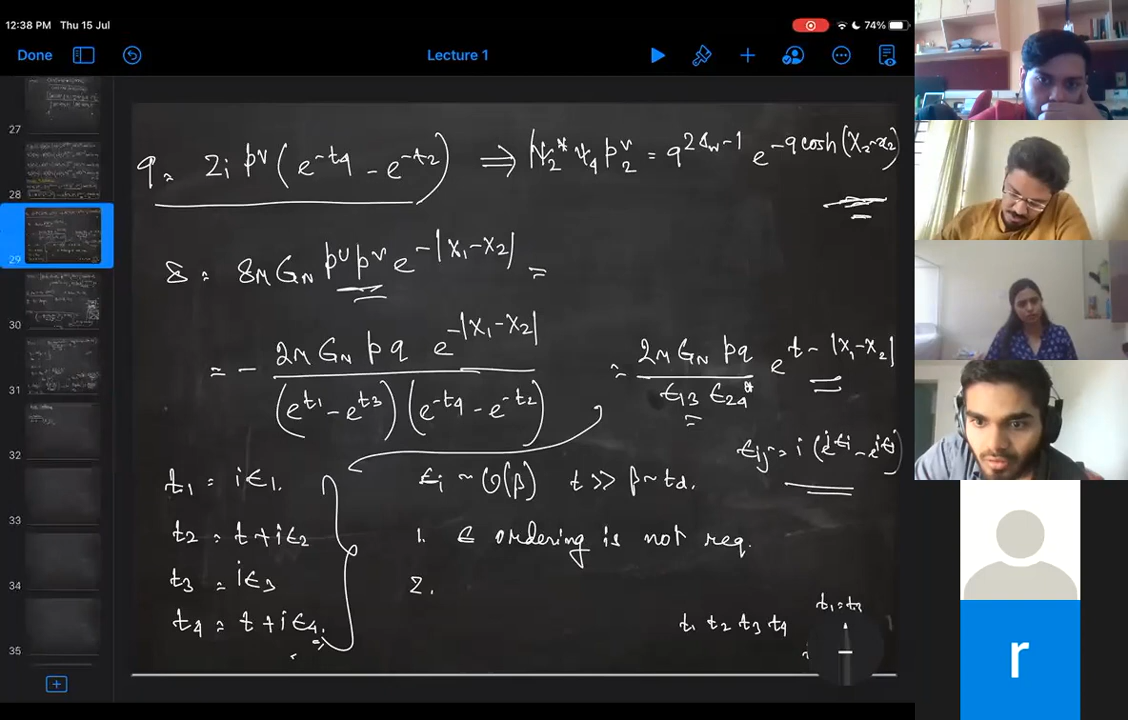 12:38 PM Thu 15 Jul
74%
Done
Lecture 1
27
28
29
30
31
32
33
34
35
q = 2i p^v (e^{-t4} - e^{-t2}) ⟹ ψ2* ψ4 p2^v = q^{2Δw-1} e^{-q cosh(x2-x2)}
δ = 8π G_N p^u p^v e^{-|x1-x2|} =
= - 2π G_N p q e^{-|x1-x2|} / (e^{t1} - e^{t3}) (e^{-t4} - e^{-t2}) = 2π G_N p q / ε13 ε24* e^{t - |x1-x2|}
εij = i (e^{iεi} - e^{iεj})
t1 = iε1. εi ~ O(β) t >> β ~ td.
t2 = t + iε2 1. ε ordering is not req.
t3 = iε3 2.
t4 = t + iε4.
t1 = t3
t1 t2 t3 t4
r